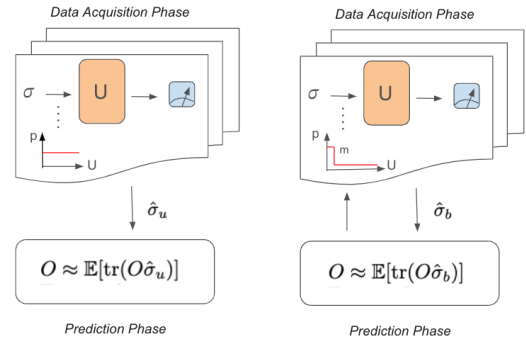 Data Acquisition Phase
σ
U
p
U
σ̂_u
O ≈ 𝔼[tr(Oσ̂_u)]
Prediction Phase
Data Acquisition Phase
σ
U
p
m
U
σ̂_b
O ≈ 𝔼[tr(Oσ̂_b)]
Prediction Phase